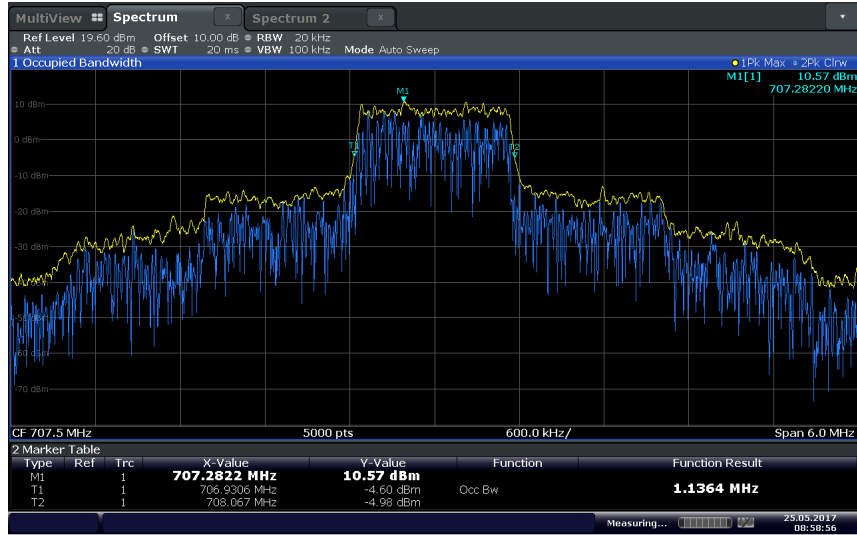 MultiView Spectrum x Spectrum 2 x
Ref Level 19.60 dBm Offset 10.00 dB RBW 20 kHz
Att 20 dB SWT 20 ms VBW 100 kHz Mode Auto Sweep
1 Occupied Bandwidth 1Pk Max 2Pk Clrw
M1[1] 10.57 dBm
707.28220 MHz
M1
10 dBm
0 dBm
T1 T2
-10 dBm
-20 dBm
-30 dBm
-50 dBm
-60 dBm
-70 dBm
CF 707.5 MHz 5000 pts 600.0 kHz/ Span 6.0 MHz
2 Marker Table
Type Ref Trc X-Value Y-Value Function Function Result
M1 1 707.2822 MHz 10.57 dBm
T1 1 706.9306 MHz -4.60 dBm Occ Bw 1.1364 MHz
T2 1 708.067 MHz -4.98 dBm
Measuring... 25.05.2017
08:58:56